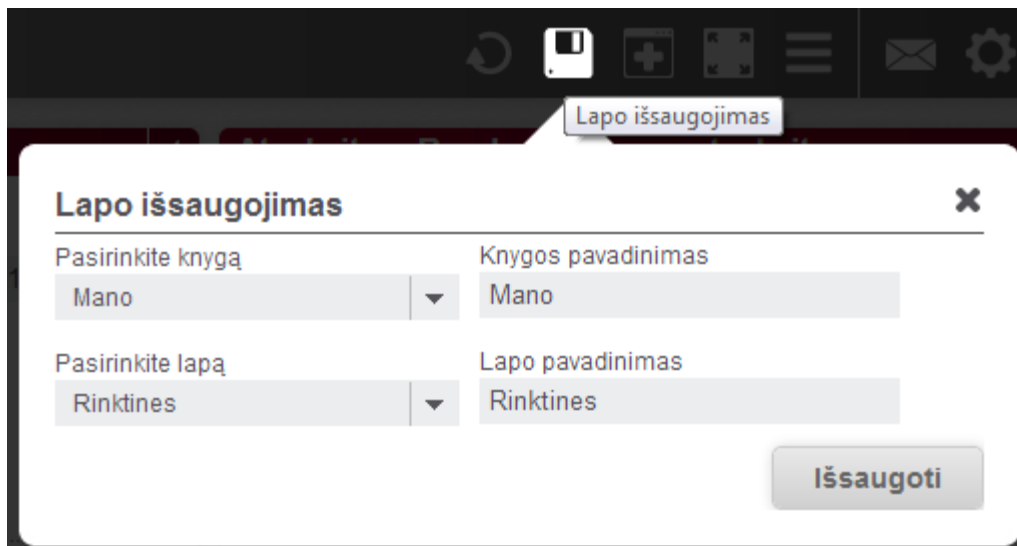 Lapo išsaugojimas
Lapo išsaugojimas
Pasirinkite knygą
Knygos pavadinimas
Mano
Mano
Pasirinkite lapą
Lapo pavadinimas
Rinktines
Rinktines
Išsaugoti